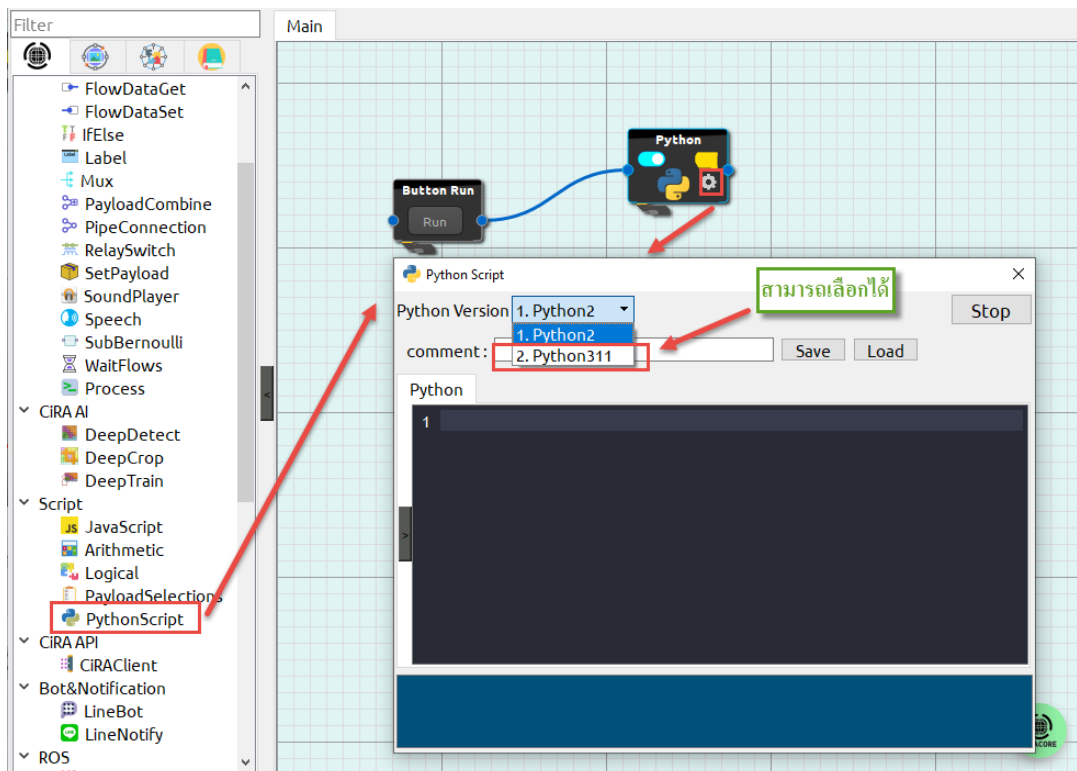 Filter
FlowDataGet
FlowDataSet
IfElse
Label
Mux
PayloadCombine
PipeConnection
RelaySwitch
SetPayload
SoundPlayer
Speech
SubBernoulli
WaitFlows
Process
CiRA AI
DeepDetect
DeepCrop
DeepTrain
Script
JS JavaScript
Arithmetic
Logical
PayloadSelections
PythonScript
CiRA API
CiRAClient
Bot&Notification
LineBot
LineNotify
ROS
Main
Python
Button Run
Run
Python Script
สามารถเลือกได้
Python Version 1. Python2
Stop
1. Python2
2. Python311
comment :
Save
Load
Python
1